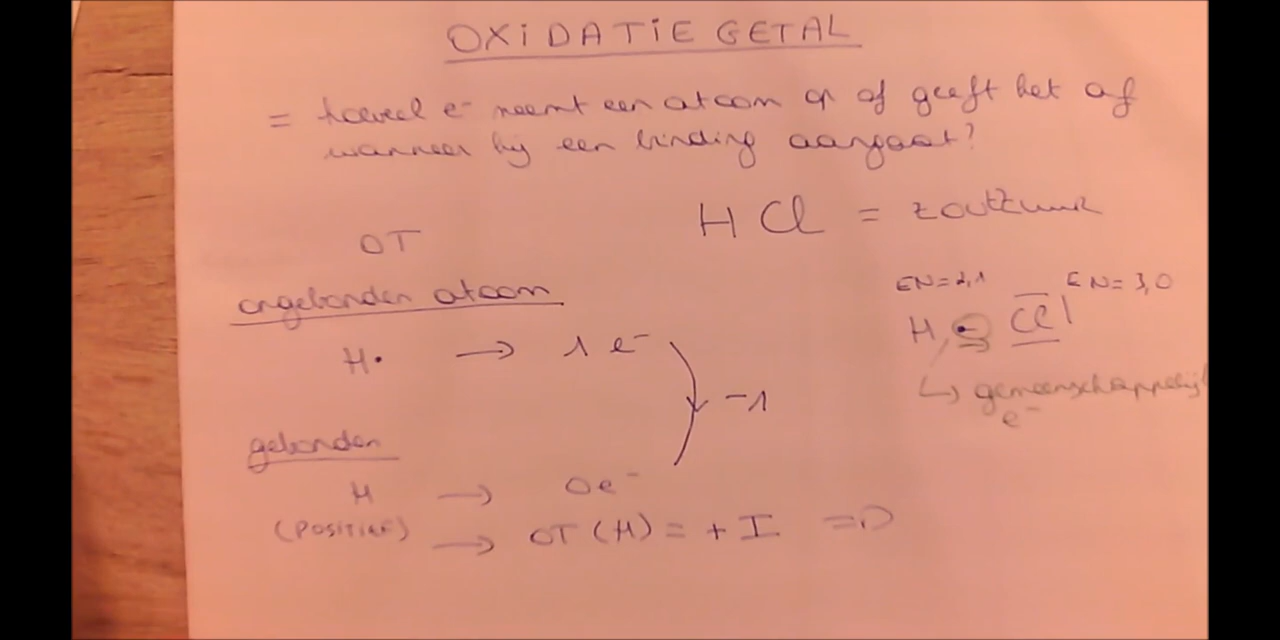 OXIDATIE GETAL
= hoeveel e⁻ neemt een atoom op of geeft het af
wanneer hij een binding aangaat?
HCl = zoutzuur
OT
ongebonden atoom
EN=2,1 EN=3,0
H Cl
H• → 1 e⁻
-1
↳ gemeenschappelijk
e⁻
gebonden
H → 0e⁻
(POSITIEF) → OT (H) = + I =>